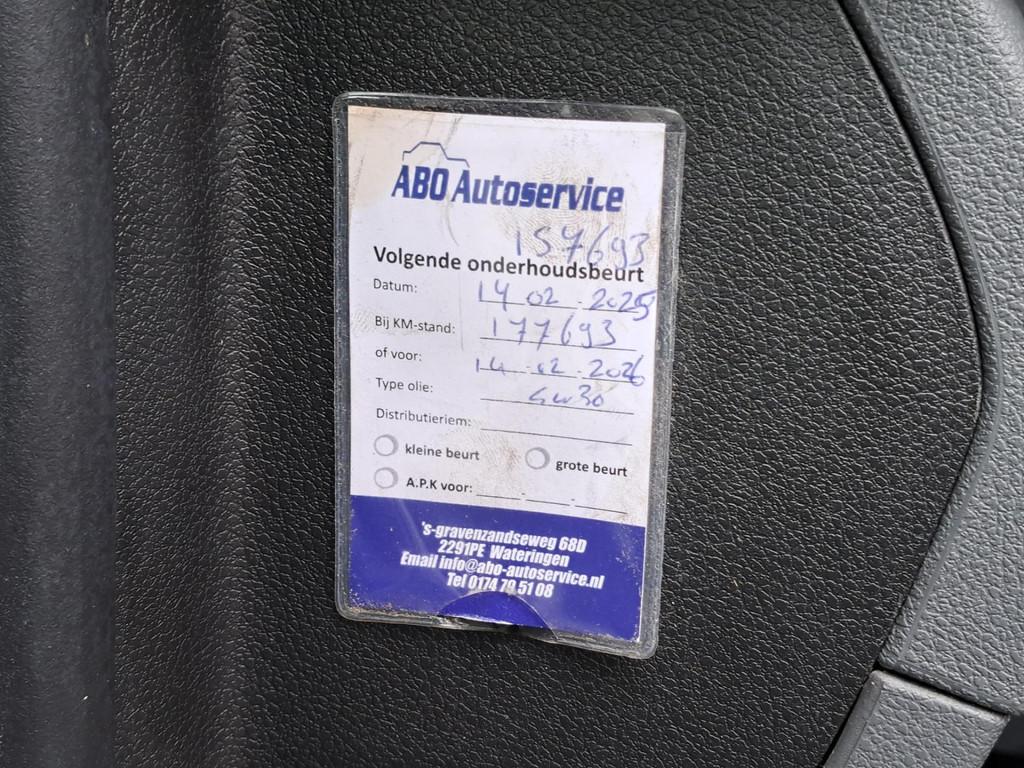 ABO Autoservice
157693
Volgende onderhoudsbeurt
Datum: 14 02 - 2025
Bij KM-stand: 177693
of voor: 14 - 02 - 2026
Type olie: 5w30
Distributieriem:
kleine beurt grote beurt
A.P.K voor:
's-gravenzandseweg 68D
2291PE Wateringen
Email info@abo-autoservice.nl
Tel 0174 79 51 08